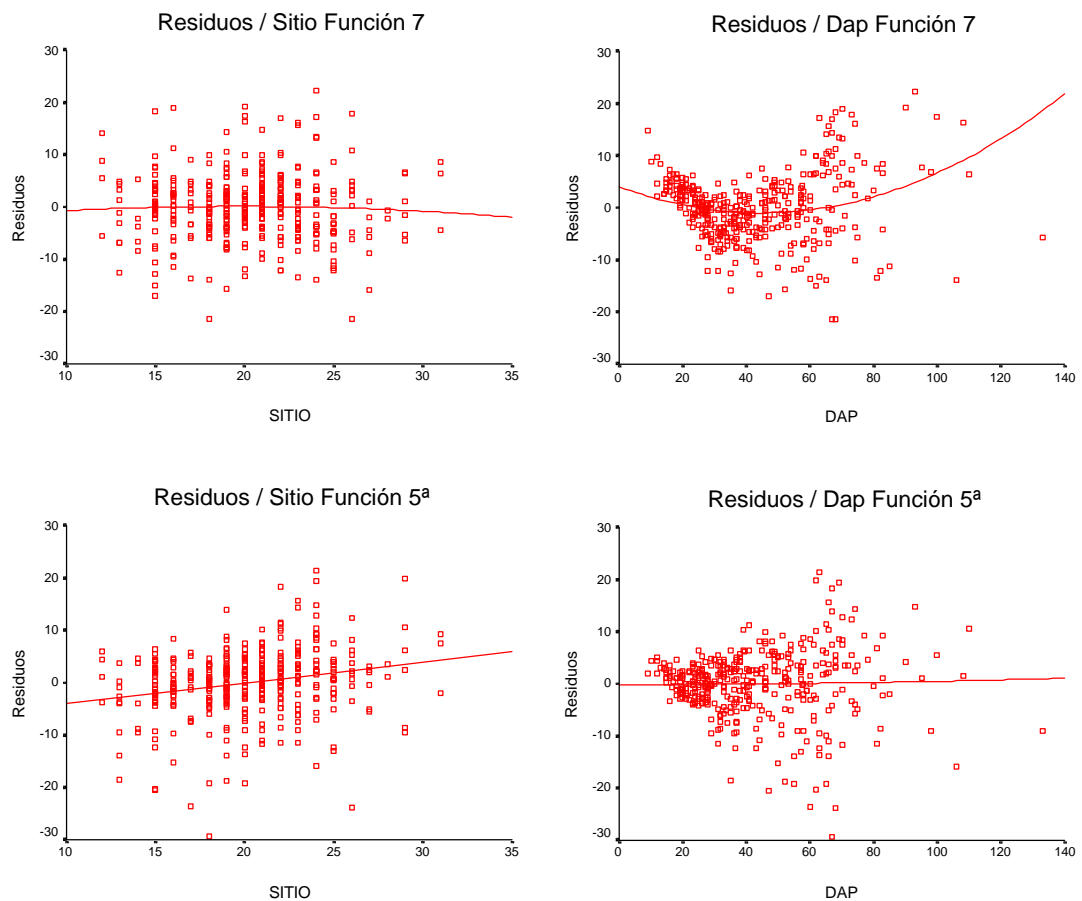 Residuos / Sitio Función 7
30
20
10
0
-10
-20
-30
Residuos
10 15 20 25 30 35
SITIO
Residuos / Dap Función 7
30
20
10
0
-10
-20
-30
Residuos
0 20 40 60 80 100 120 140
DAP
Residuos / Sitio Función 5ª
30
20
10
0
-10
-20
-30
Residuos
10 15 20 25 30 35
SITIO
Residuos / Dap Función 5ª
30
20
10
0
-10
-20
-30
Residuos
0 20 40 60 80 100 120 140
DAP